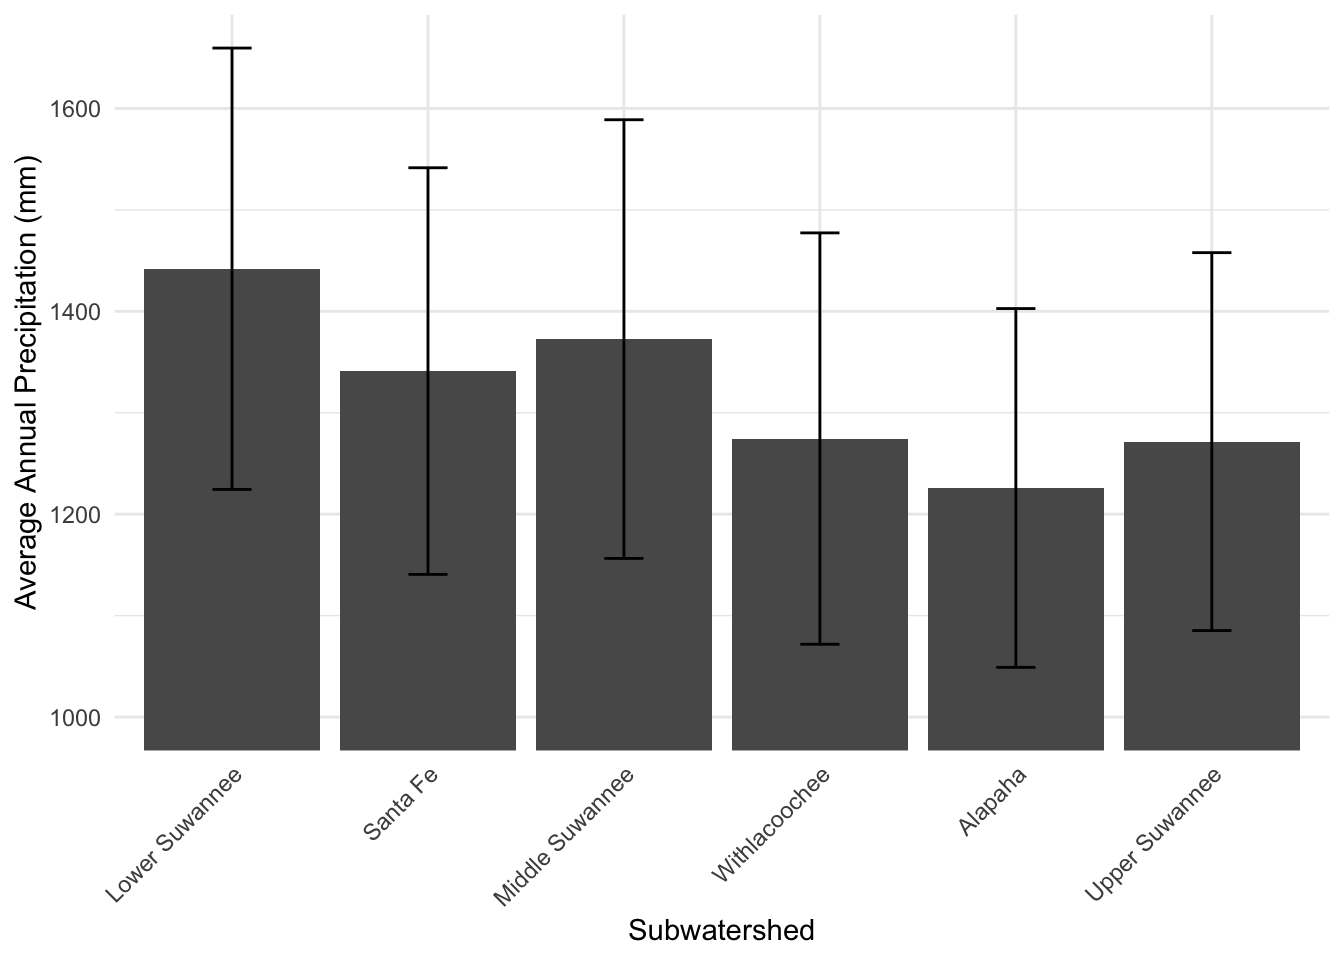 Average Annual Precipitation (mm)
1600
1400
1200
1000
Lower Suwannee
Santa Fe
Middle Suwannee
Withlacoochee
Alapaha
Upper Suwannee
Subwatershed